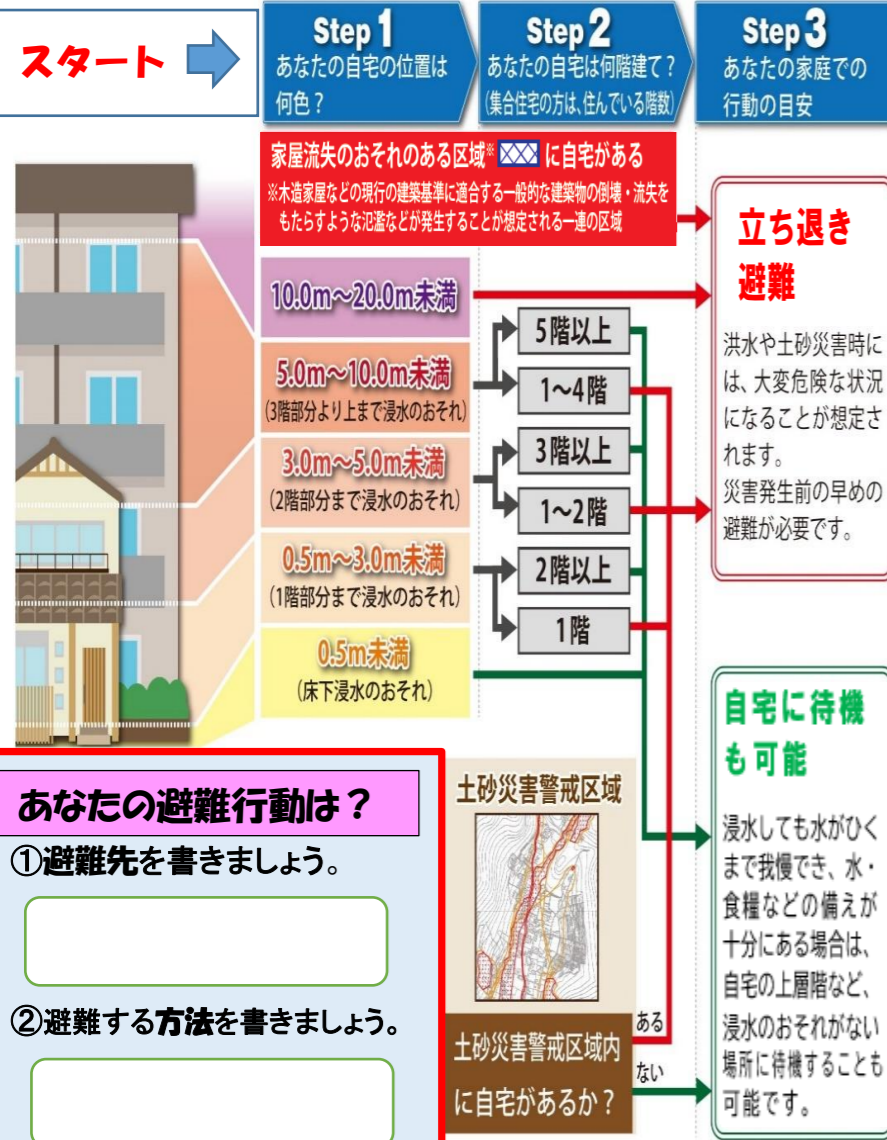 スタート
Step 1
あなたの自宅の位置は
何色？
Step 2
あなたの自宅は何階建て？
(集合住宅の方は、住んでいる階数)
Step 3
あなたの家庭での
行動の目安
家屋流失のおそれのある区域※ に自宅がある
※木造家屋などの現行の建築基準に適合する一般的な建築物の倒壊・流失を
もたらすような氾濫などが発生することが想定される一連の区域
10.0m～20.0m未満
5.0m～10.0m未満
(3階部分より上まで浸水のおそれ)
3.0m～5.0m未満
(2階部分まで浸水のおそれ)
0.5m～3.0m未満
(1階部分まで浸水のおそれ)
0.5m未満
(床下浸水のおそれ)
5階以上
1～4階
3階以上
1～2階
2階以上
1階
立ち退き
避難
洪水や土砂災害時に
は、大変危険な状況
になることが想定さ
れます。
災害発生前の早めの
避難が必要です。
自宅に待機
も可能
浸水しても水がひく
まで我慢でき、水・
食糧などの備えが
十分にある場合は、
自宅の上層階など、
浸水のおそれがない
場所に待機することも
可能です。
土砂災害警戒区域
土砂災害警戒区域内
に自宅があるか？
ある
ない
あなたの避難行動は？
①避難先を書きましょう。
②避難する方法を書きましょう。